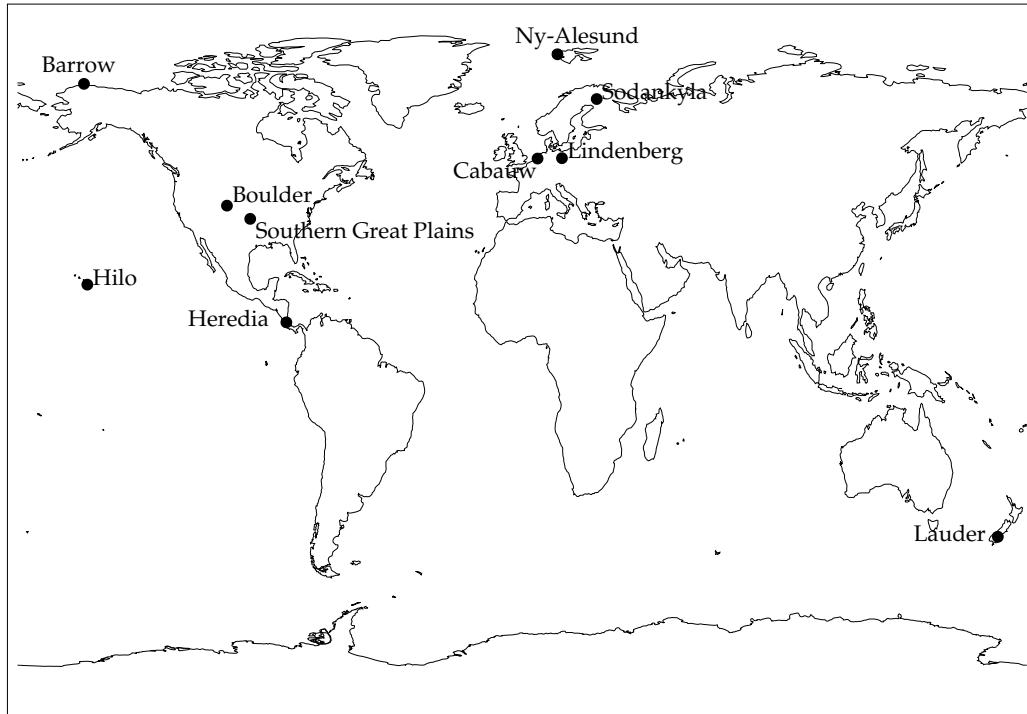 Ny-Alesund
Barrow
Sodankyla
Lindenberg
Cabauw
Boulder
Southern Great Plains
Hilo
Heredia
Lauder